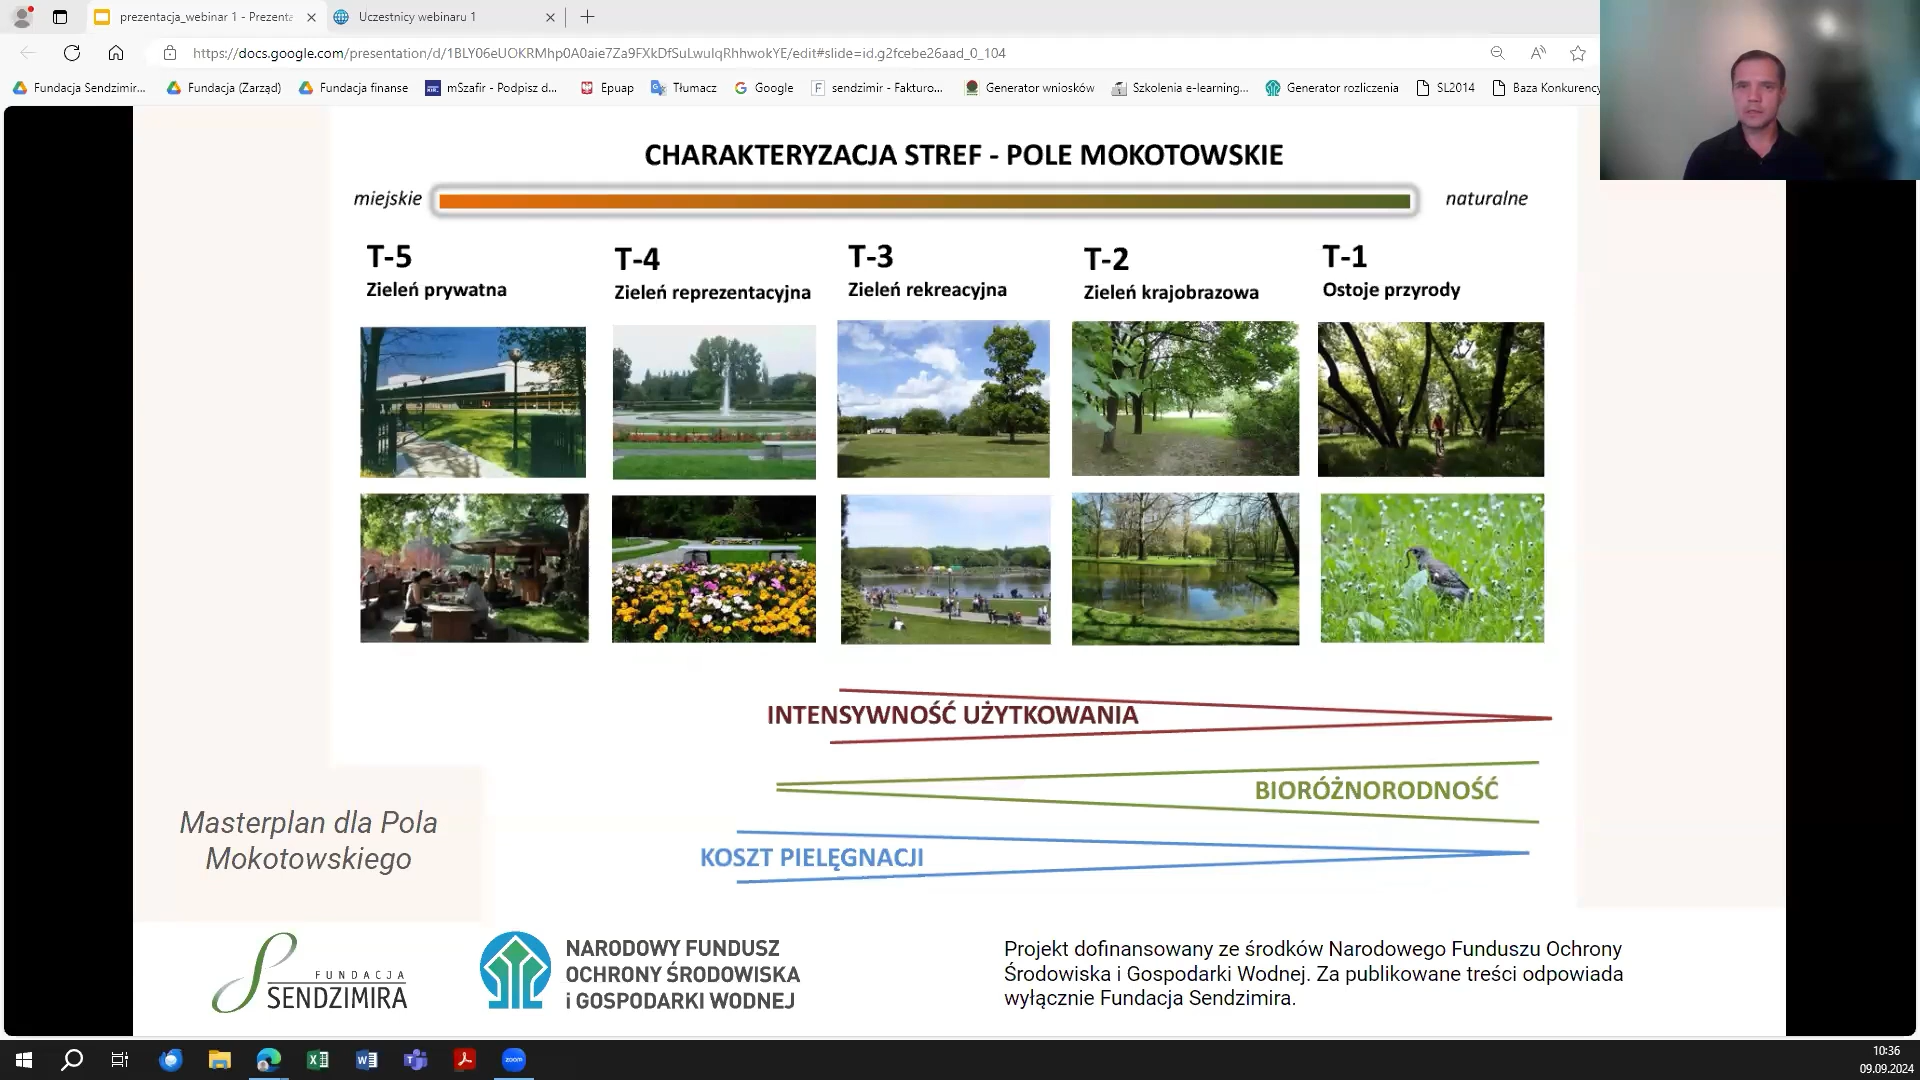 prezentacja_webinar 1 - Prezenta
Uczestnicy webinaru 1
https://docs.google.com/presentation/d/1BLY06eUOKRMhp0A0aie7Za9FXkDfSuLwuIqRhhwokYE/edit#slide=id.g2fcebe26aad_0_104
Fundacja Sendzimir... Fundacja (Zarząd) Fundacja finanse mSzafir - Podpisz d... Epuap Tłumacz Google sendzimir - Fakturo... Generator wniosków Szkolenia e-learning... Generator rozliczenia SL2014 Baza Konkurency
CHARAKTERYZACJA STREF - POLE MOKOTOWSKIE
miejskie
naturalne
T-5
Zieleń prywatna
T-4
Zieleń reprezentacyjna
T-3
Zieleń rekreacyjna
T-2
Zieleń krajobrazowa
T-1
Ostoje przyrody
INTENSYWNOŚĆ UŻYTKOWANIA
BIORÓŻNORODNOŚĆ
KOSZT PIELĘGNACJI
Masterplan dla Pola
Mokotowskiego
FUNDACJA
SENDZIMIRA
NARODOWY FUNDUSZ
OCHRONY ŚRODOWISKA
i GOSPODARKI WODNEJ
Projekt dofinansowany ze środków Narodowego Funduszu Ochrony
Środowiska i Gospodarki Wodnej. Za publikowane treści odpowiada
wyłącznie Fundacja Sendzimira.
zoom
10:36
09.09.2024